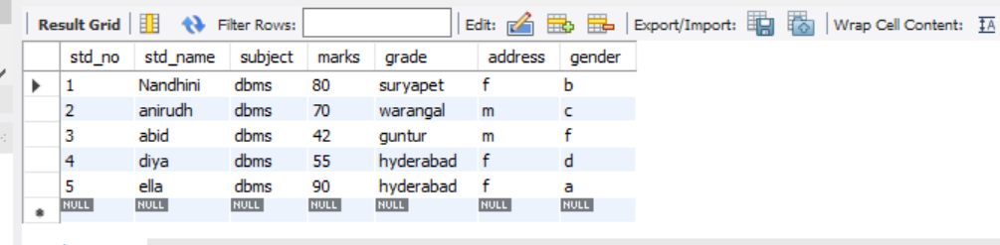 Result Grid Filter Rows: Edit: Export/Import: Wrap Cell Content: IA
std_no std_name subject marks grade address gender
1 Nandhini dbms 80 suryapet f b
2 anirudh dbms 70 warangal m c
3 abid dbms 42 guntur m f
4 diya dbms 55 hyderabad f d
5 ella dbms 90 hyderabad f a
NULL NULL NULL NULL NULL NULL NULL